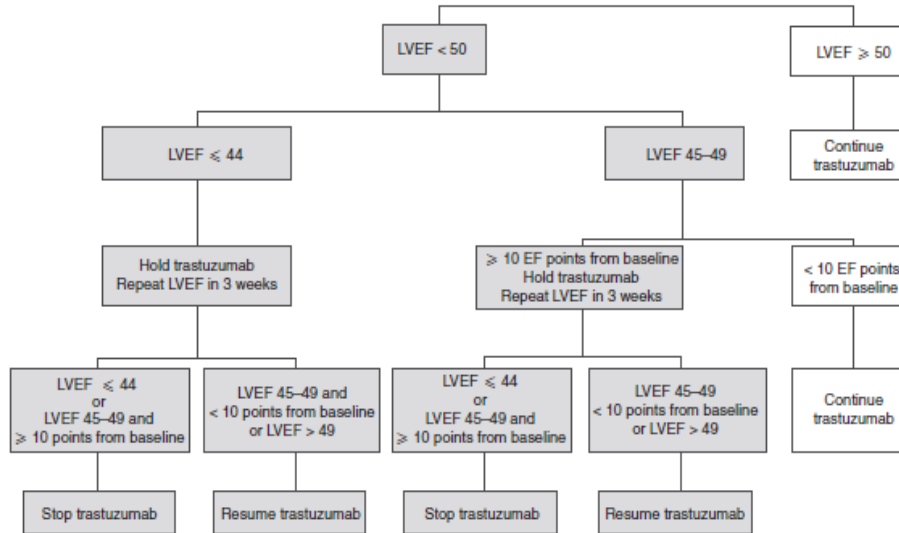 LVEF < 50
LVEF ⩾ 50
LVEF ⩽ 44
LVEF 45–49
Continue
trastuzumab
Hold trastuzumab
Repeat LVEF in 3 weeks
⩾ 10 EF points from baseline
Hold trastuzumab
Repeat LVEF in 3 weeks
< 10 EF points
from baseline
LVEF ⩽ 44
or
LVEF 45–49 and
⩾ 10 points from baseline
LVEF 45–49 and
< 10 points from baseline
or LVEF > 49
LVEF ⩽ 44
or
LVEF 45–49 and
⩾ 10 points from baseline
LVEF 45–49
< 10 points from baseline
or LVEF > 49
Continue
trastuzumab
Stop trastuzumab
Resume trastuzumab
Stop trastuzumab
Resume trastuzumab